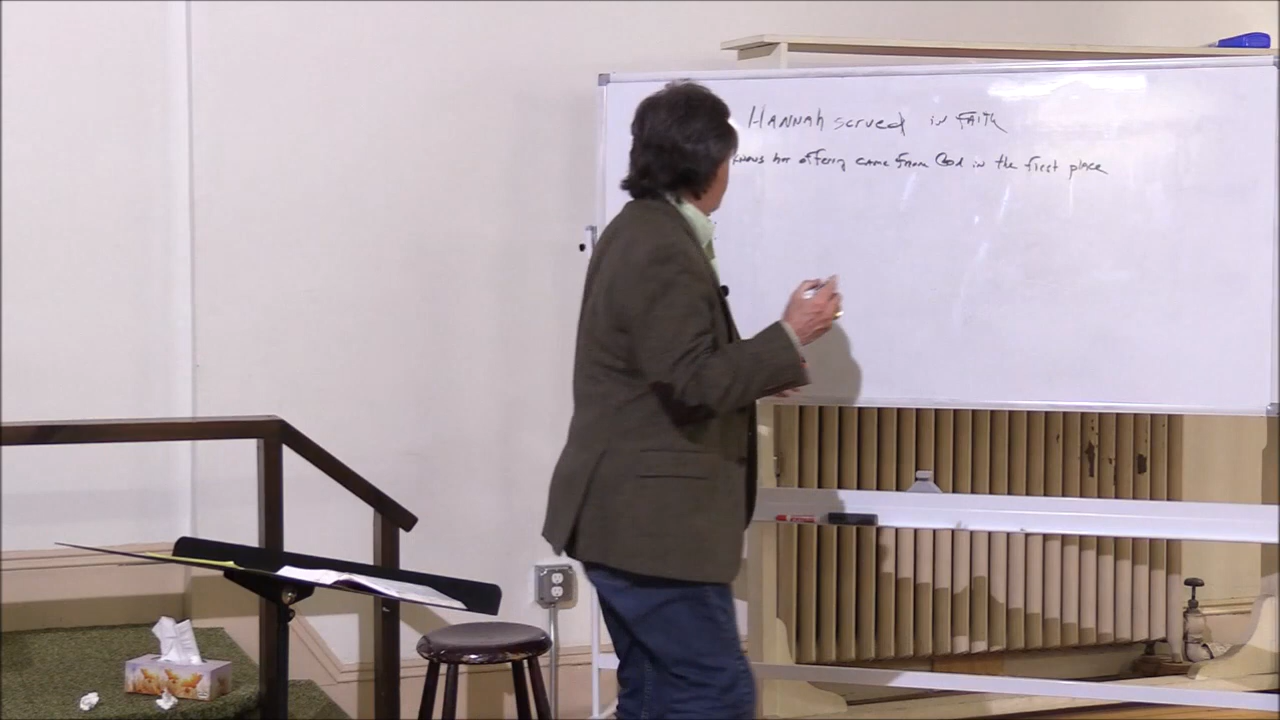 HANNAH served in FAITH
knows her offering came from God in the first place